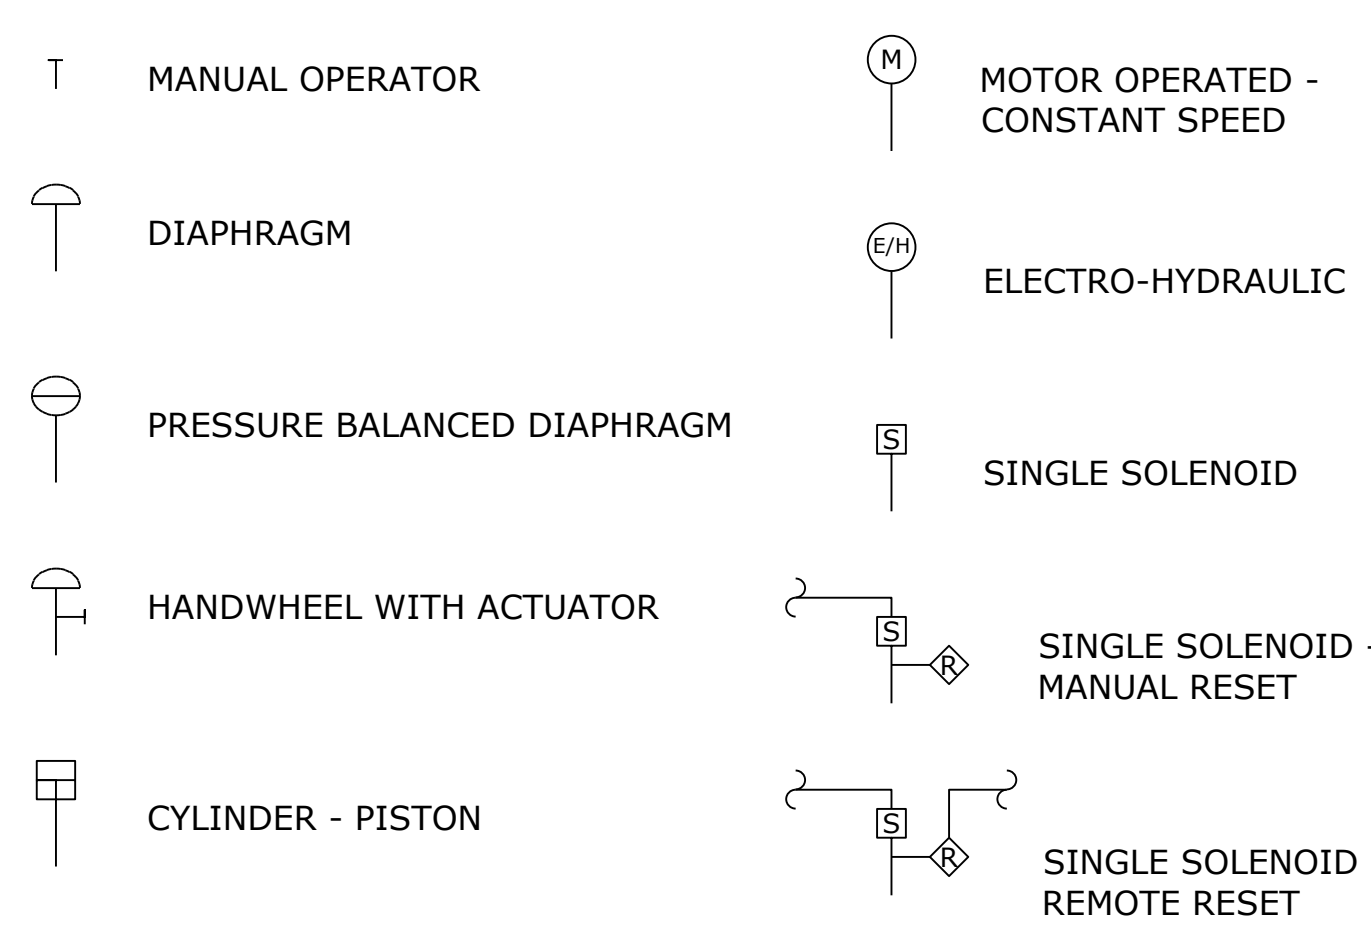 MANUAL OPERATOR
DIAPHRAGM
PRESSURE BALANCED DIAPHRAGM
HANDWHEEL WITH ACTUATOR
CYLINDER - PISTON
M
MOTOR OPERATED -
CONSTANT SPEED
E/H
ELECTRO-HYDRAULIC
S
SINGLE SOLENOID
S
R
SINGLE SOLENOID -
MANUAL RESET
S
R
SINGLE SOLENOID
REMOTE RESET